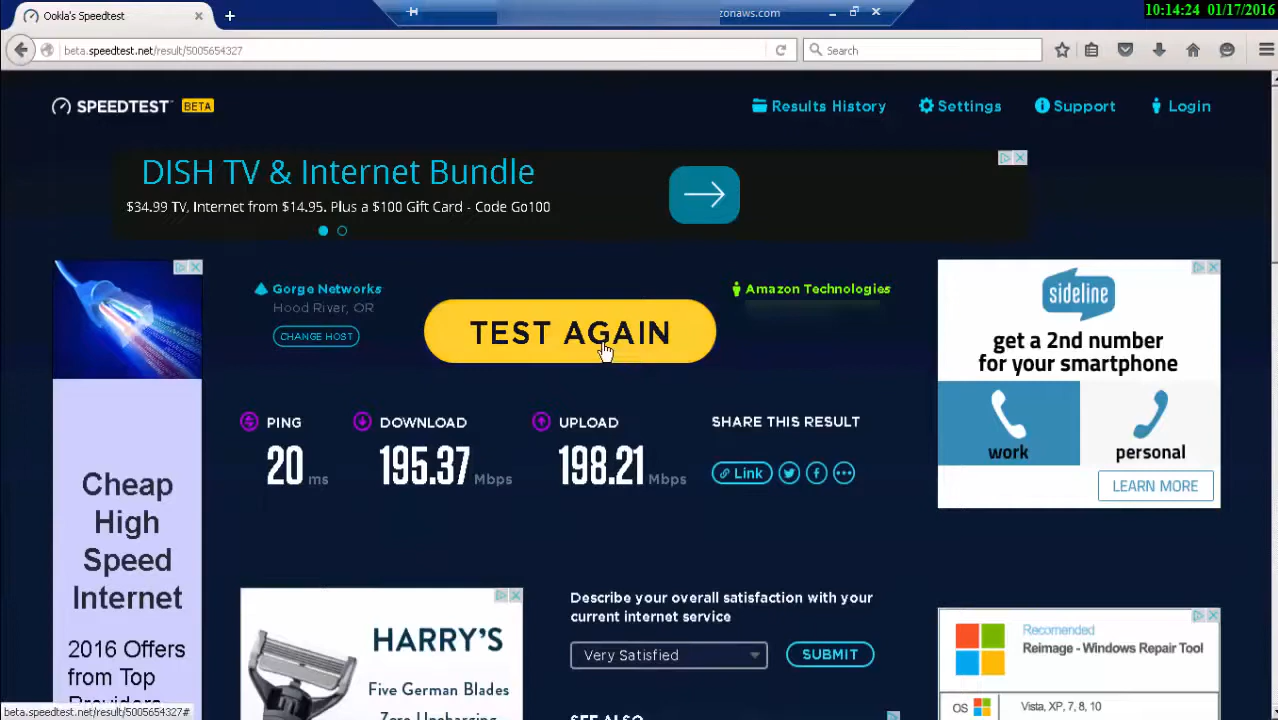 Ookla's Speedtest
zonaws.com
10:14:24 01/17/2016
beta.speedtest.net/result/5005654327
Search
SPEEDTEST BETA
Results History
Settings
Support
Login
DISH TV & Internet Bundle
$34.99 TV, Internet from $14.95. Plus a $100 Gift Card - Code Go100
Gorge Networks
Hood River, OR
CHANGE HOST
TEST AGAIN
Amazon Technologies
PING
20 ms
DOWNLOAD
195.37 Mbps
UPLOAD
198.21 Mbps
SHARE THIS RESULT
Link
Cheap
High
Speed
Internet
2016 Offers
from Top
Providers
sideline
get a 2nd number
for your smartphone
work
personal
LEARN MORE
HARRY'S
Five German Blades
Zero Upcharging
Describe your overall satisfaction with your
current internet service
Very Satisfied
SUBMIT
SEE ALSO
Recomended
Reimage - Windows Repair Tool
OS
Vista, XP, 7, 8, 10
beta.speedtest.net/result/5005654327#